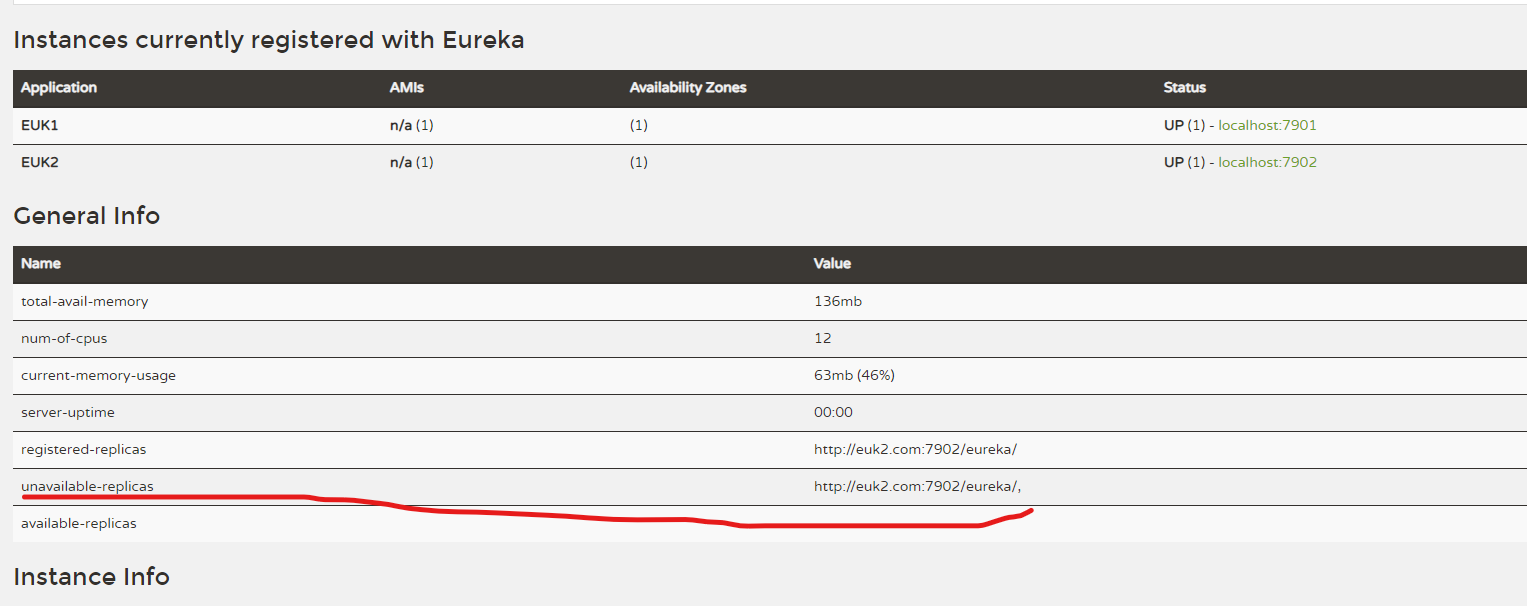 Instances currently registered with Eureka
Application AMIs Availability Zones Status
EUK1 n/a (1) (1) UP (1) - localhost:7901
EUK2 n/a (1) (1) UP (1) - localhost:7902
General Info
Name Value
total-avail-memory 136mb
num-of-cpus 12
current-memory-usage 63mb (46%)
server-uptime 00:00
registered-replicas http://euk2.com:7902/eureka/
unavailable-replicas http://euk2.com:7902/eureka/,
available-replicas
Instance Info